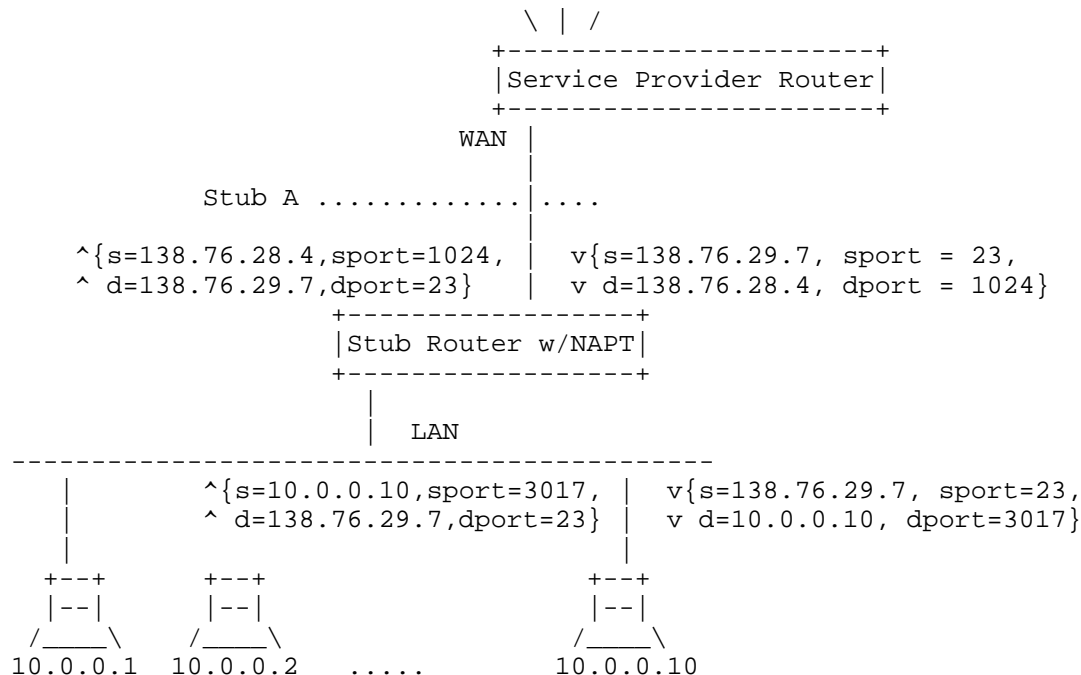 \ | /
+-----------------------+
|Service Provider Router|
+-----------------------+
WAN |
|
Stub A .............|....
|
^{s=138.76.28.4,sport=1024, | v{s=138.76.29.7, sport = 23,
^ d=138.76.29.7,dport=23} | v d=138.76.28.4, dport = 1024}
+------------------+
|Stub Router w/NAPT|
+------------------+
|
| LAN
--------------------------------------------
| ^{s=10.0.0.10,sport=3017, | v{s=138.76.29.7, sport=23,
| ^ d=138.76.29.7,dport=23} | v d=10.0.0.10, dport=3017}
| |
+--+ +--+ +--+
|--| |--| |--|
/____\ /____\ /____\
10.0.0.1 10.0.0.2 ..... 10.0.0.10